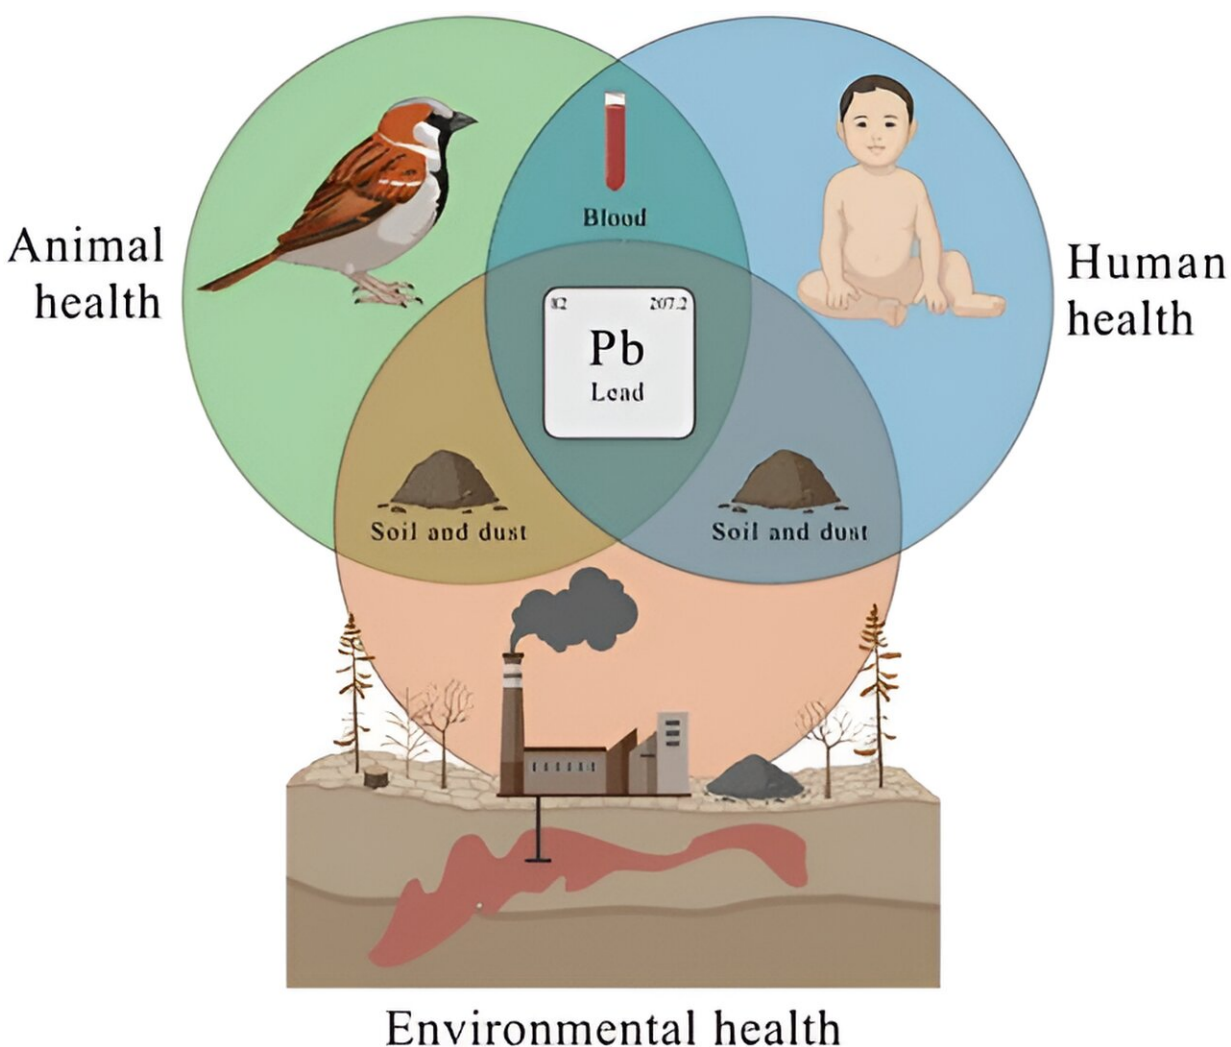 Blood
Animal
health
Human
health
82
207.2
Pb
Lead
Soil and dust
Soil and dust
Environmental health